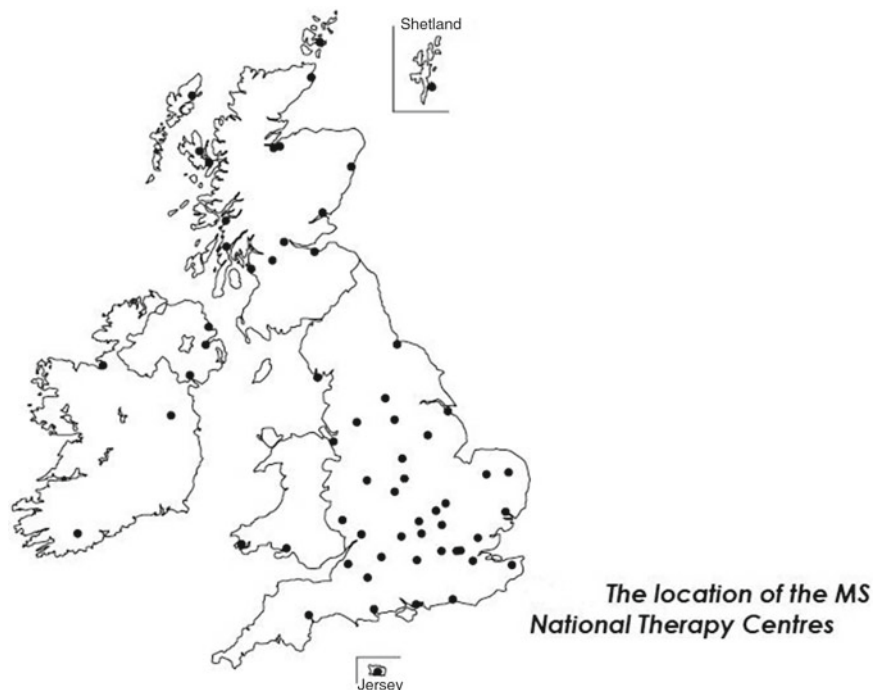 Shetland
The location of the MS
National Therapy Centres
Jersey